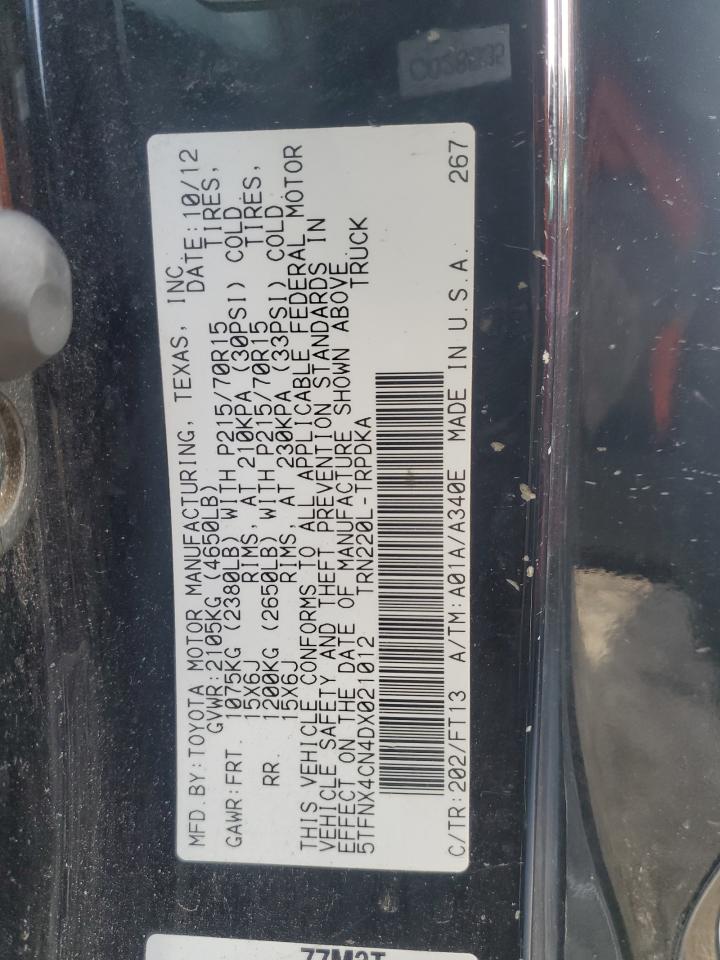 MFD.BY:TOYOTA MOTOR MANUFACTURING, TEXAS, INC. DATE:10/12
GVWR:2105KG (4650LB)
GAWR:FRT. 1075KG (2380LB) WITH P215/70R15 TIRES,
15X6J RIMS, AT 210KPA (30PSI) COLD.
RR. 1200KG (2650LB) WITH P215/70R15 TIRES,
15X6J RIMS, AT 230KPA (33PSI) COLD
THIS VEHICLE CONFORMS TO ALL APPLICABLE FEDERAL MOTOR
VEHICLE SAFETY AND THEFT PREVENTION STANDARDS IN
EFFECT ON THE DATE OF MANUFACTURE SHOWN ABOVE.
5TFNX4CN4DX021012 TRN220L-TRPDKA TRUCK
C/TR:202/FT13 A/TM:A01A/A340E MADE IN U.S.A. 267